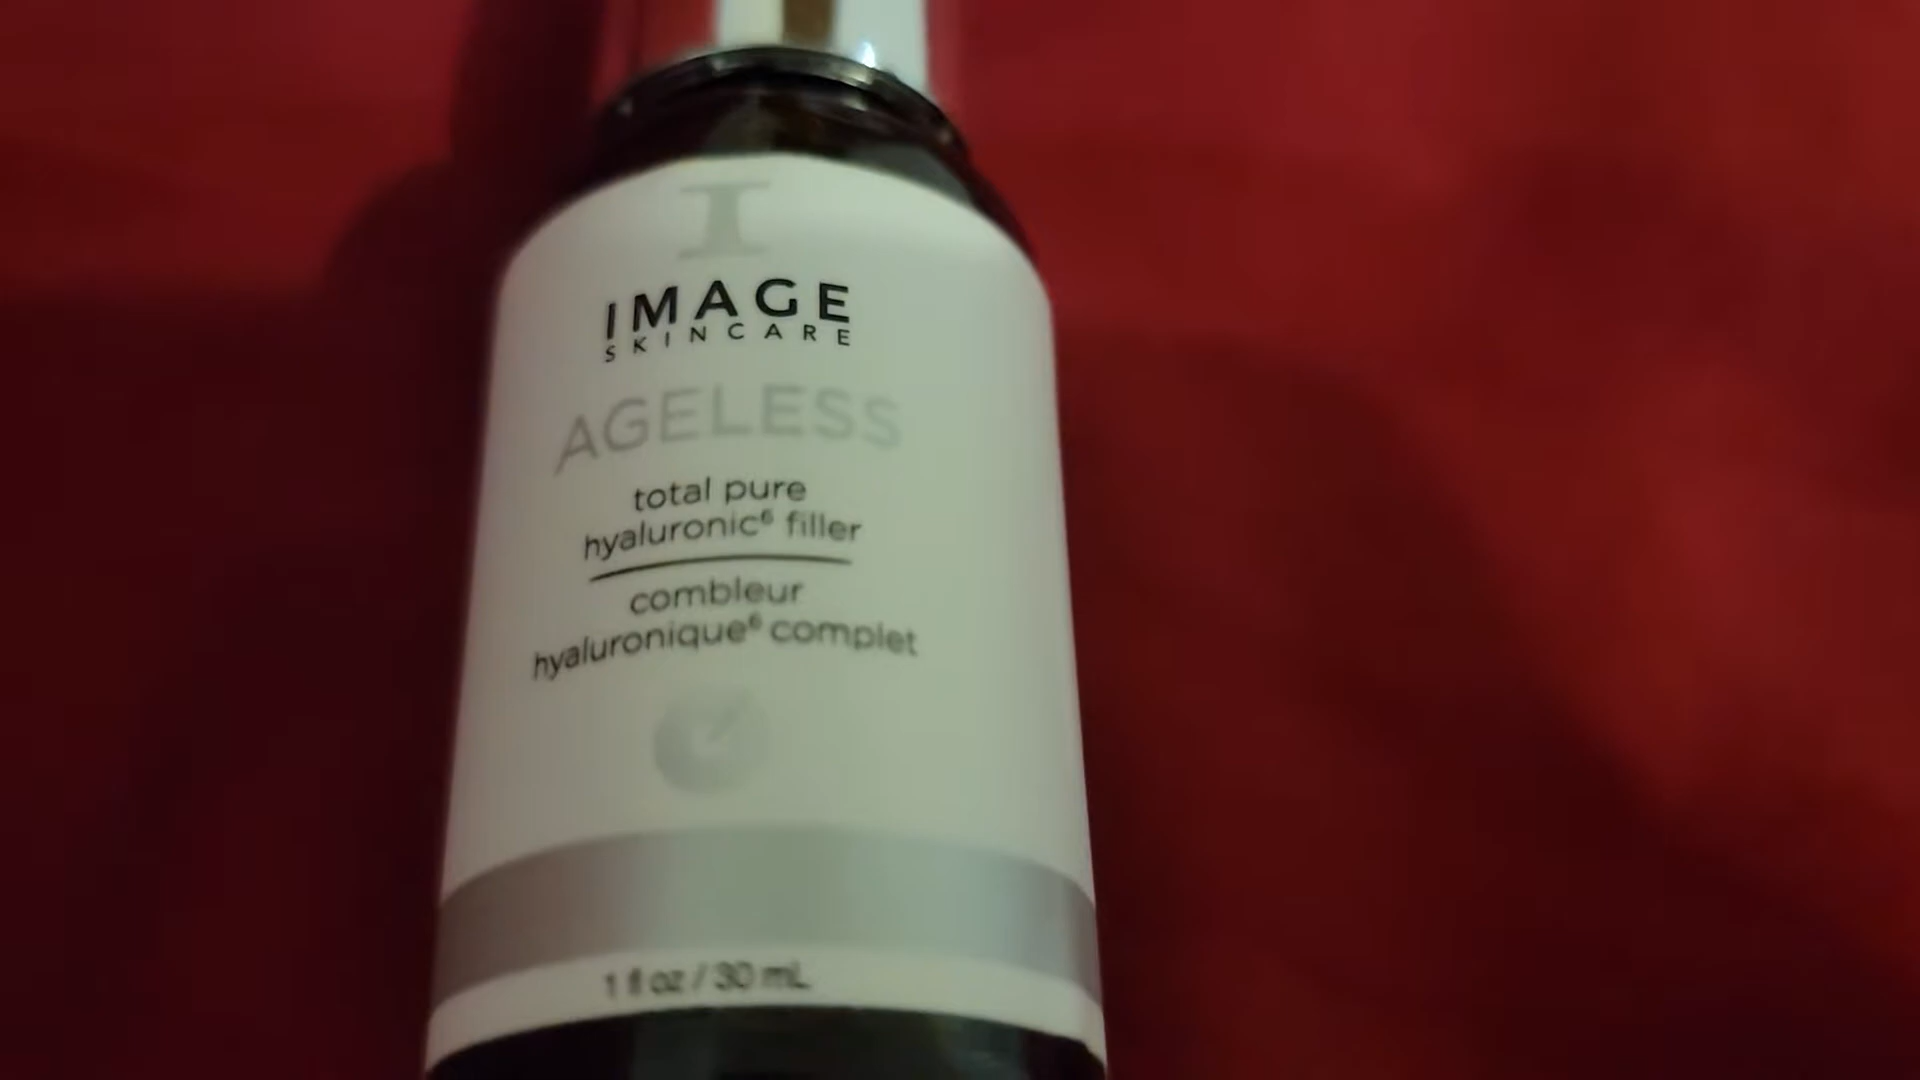 I
IMAGE
SKINCARE
AGELESS
total pure
hyaluronic⁶ filler
combleur
hyaluronique⁶ complet
1 fl oz / 30 mL